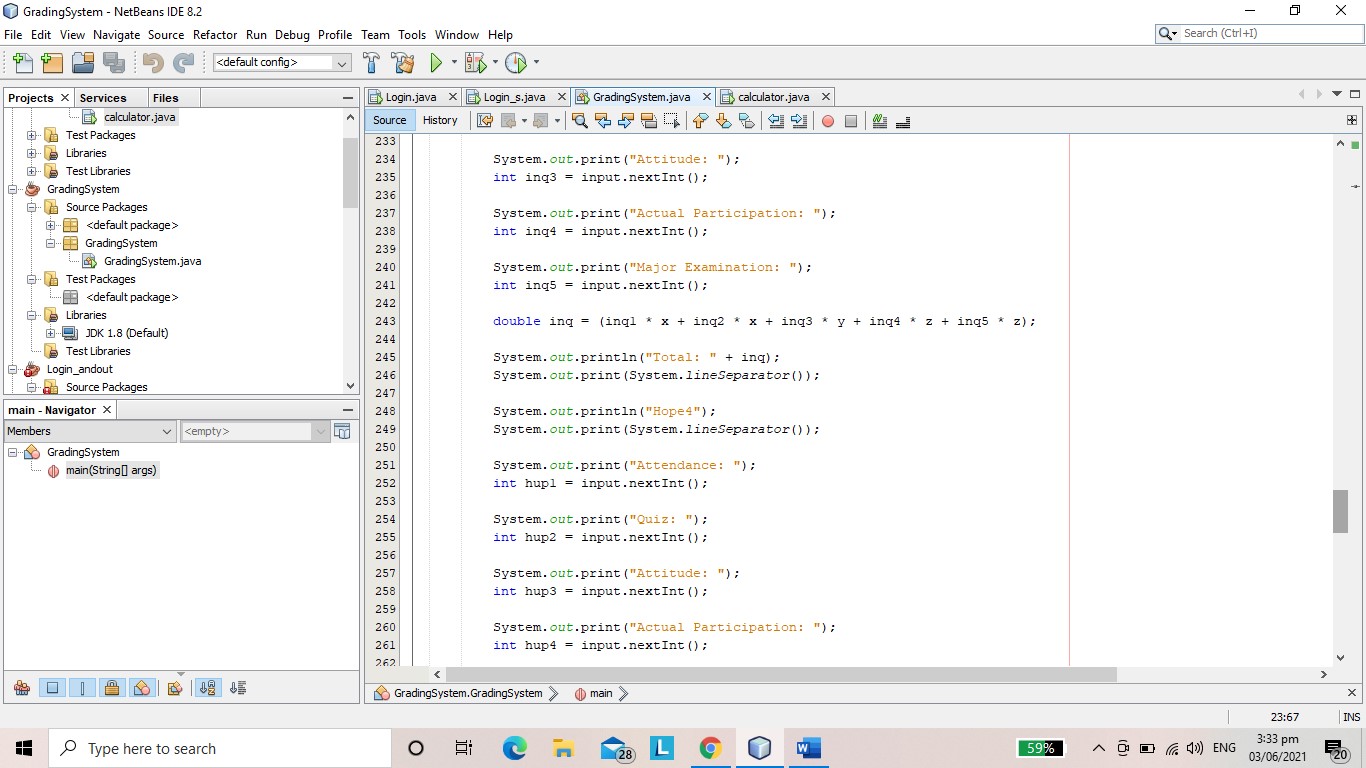 GradingSystem - NetBeans IDE 8.2
File Edit View Navigate Source Refactor Run Debug Profile Team Tools Window Help
Search (Ctrl+I)
<default config>
Projects Services Files
calculator.java
Test Packages
Libraries
Test Libraries
GradingSystem
Source Packages
<default package>
GradingSystem
GradingSystem.java
Test Packages
<default package>
Libraries
JDK 1.8 (Default)
Test Libraries
Login_andout
Source Packages
main - Navigator
Members <empty>
GradingSystem
main(String[] args)
Login.java Login_s.java GradingSystem.java calculator.java
Source History
233
234 System.out.print("Attitude: ");
235 int inq3 = input.nextInt();
236
237 System.out.print("Actual Participation: ");
238 int inq4 = input.nextInt();
239
240 System.out.print("Major Examination: ");
241 int inq5 = input.nextInt();
242
243 double inq = (inq1 * x + inq2 * x + inq3 * y + inq4 * z + inq5 * z);
244
245 System.out.println("Total: " + inq);
246 System.out.print(System.lineSeparator());
247
248 System.out.println("Hope4");
249 System.out.print(System.lineSeparator());
250
251 System.out.print("Attendance: ");
252 int hup1 = input.nextInt();
253
254 System.out.print("Quiz: ");
255 int hup2 = input.nextInt();
256
257 System.out.print("Attitude: ");
258 int hup3 = input.nextInt();
259
260 System.out.print("Actual Participation: ");
261 int hup4 = input.nextInt();
262
GradingSystem.GradingSystem main
23:67 INS
Type here to search
28
L
W
59%
ENG
3:33 pm
03/06/2021
20